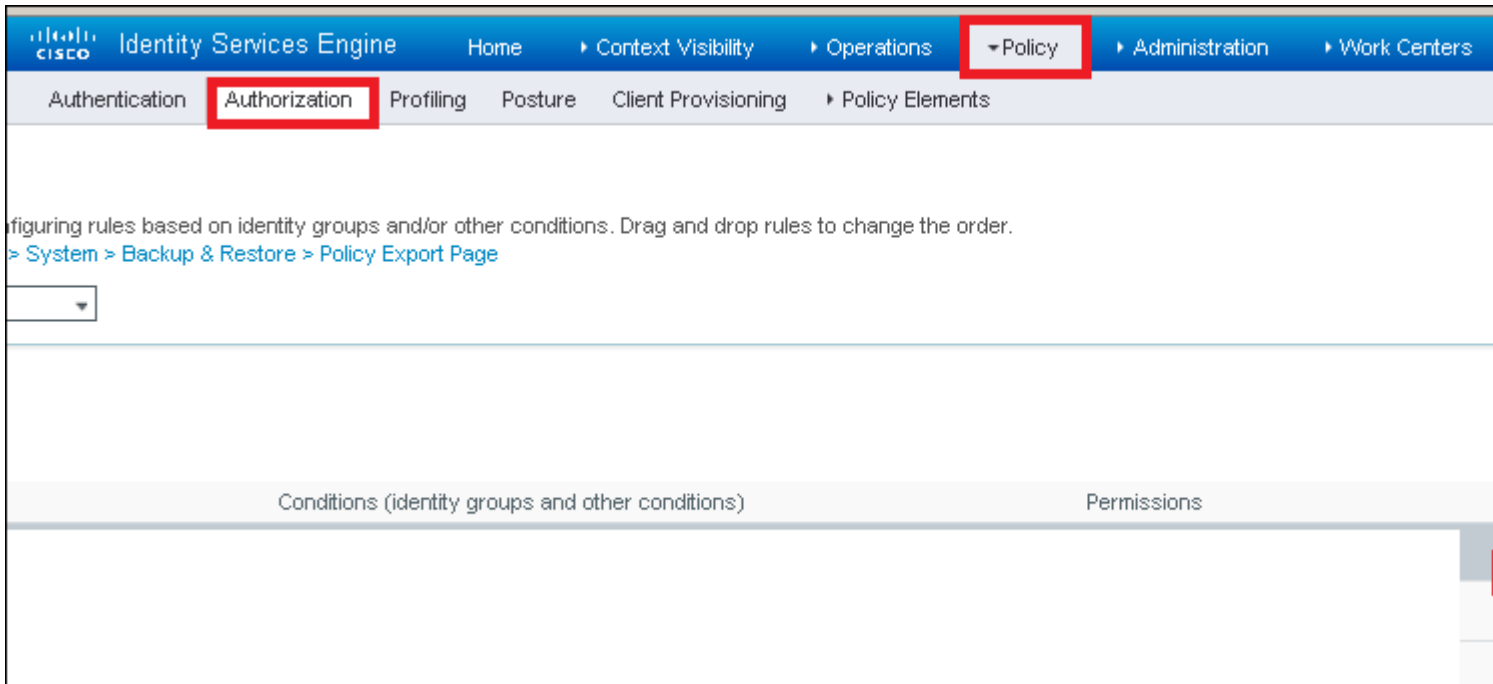 cisco Identity Services Engine Home Context Visibility Operations Policy Administration Work Centers
Authentication Authorization Profiling Posture Client Provisioning Policy Elements
figuring rules based on identity groups and/or other conditions. Drag and drop rules to change the order.
> System > Backup & Restore > Policy Export Page
Conditions (identity groups and other conditions) Permissions